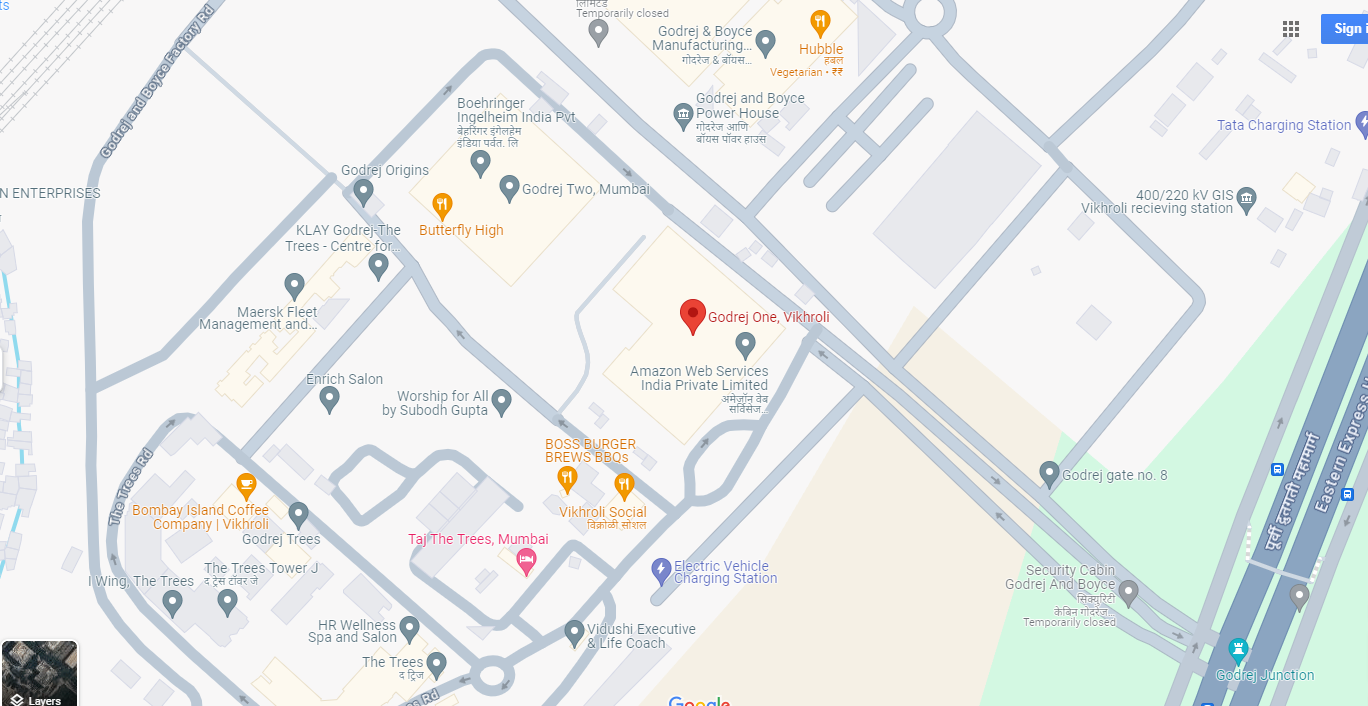 ts
लिमिटेड
Temporarily closed
Godrej & Boyce
Manufacturing...
गोदरेज & बॉयस...
Hubble
हबल
Vegetarian • ₹₹
Sign i
Godrej and Boyce Factory Rd
Boehringer
Ingelheim India Pvt
बेहरिंगर इंगेलहेम
इंडिया पर्वत. लि
Godrej and Boyce
Power House
गोदरेज आणि
बॉयस पॉवर हाउस
Tata Charging Station
Godrej Origins
Godrej Two, Mumbai
N ENTERPRISES
400/220 kV GIS
Vikhroli recieving station
KLAY Godrej-The
Trees - Centre for...
Butterfly High
Maersk Fleet
Management and...
Godrej One, Vikhroli
Amazon Web Services
India Private Limited
अ‍ॅमेझॉन वेब
सर्विसेज...
Enrich Salon
Worship for All
by Subodh Gupta
BOSS BURGER
BREWS BBQs
Vikhroli Social
विक्रोळी सोशल
Godrej gate no. 8
पूर्वी द्रुतगती महामार्ग
Eastern Express
The Trees Rd
Bombay Island Coffee
Company | Vikhroli
Godrej Trees
Taj The Trees, Mumbai
Electric Vehicle
Charging Station
The Trees Tower J
द ट्रेस टॉवर जे
I Wing, The Trees
Security Cabin
Godrej And Boyce
सिक्युरिटी
केबिन गोदरेज...
Temporarily closed
HR Wellness
Spa and Salon
Vidushi Executive
& Life Coach
The Trees
द ट्रिज
Godrej Junction
es Rd
Layers
Google